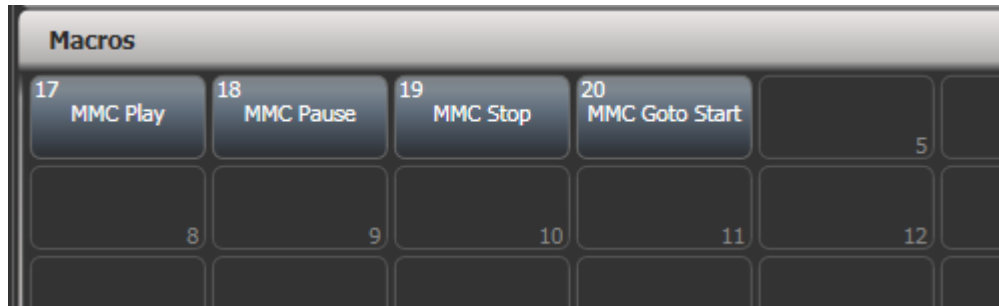 Macros
17
MMC Play
18
MMC Pause
19
MMC Stop
20
MMC Goto Start
5
8
9
10
11
12